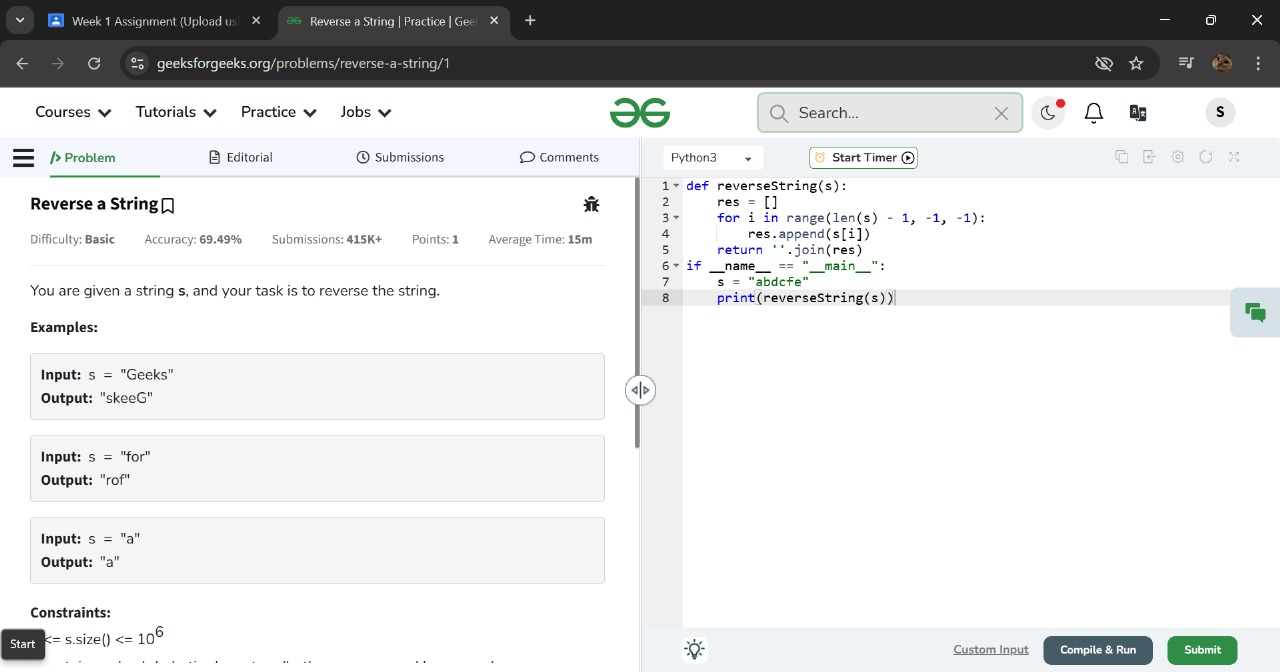 Week 1 Assignment (Upload us
Reverse a String | Practice | Gee
geeksforgeeks.org/problems/reverse-a-string/1
Courses
Tutorials
Practice
Jobs
Search...
S
Problem
Editorial
Submissions
Comments
Python3
Start Timer
Reverse a String
Difficulty: Basic
Accuracy: 69.49%
Submissions: 415K+
Points: 1
Average Time: 15m
You are given a string s, and your task is to reverse the string.
Examples:
Input: s = "Geeks"
Output: "skeeG"
Input: s = "for"
Output: "rof"
Input: s = "a"
Output: "a"
Constraints:
<= s.size() <= 10^6
Start
1 def reverseString(s):
2     res = []
3     for i in range(len(s) - 1, -1, -1):
4         res.append(s[i])
5     return ''.join(res)
6 if __name__ == "__main__":
7     s = "abdcfe"
8     print(reverseString(s))
Custom Input
Compile & Run
Submit